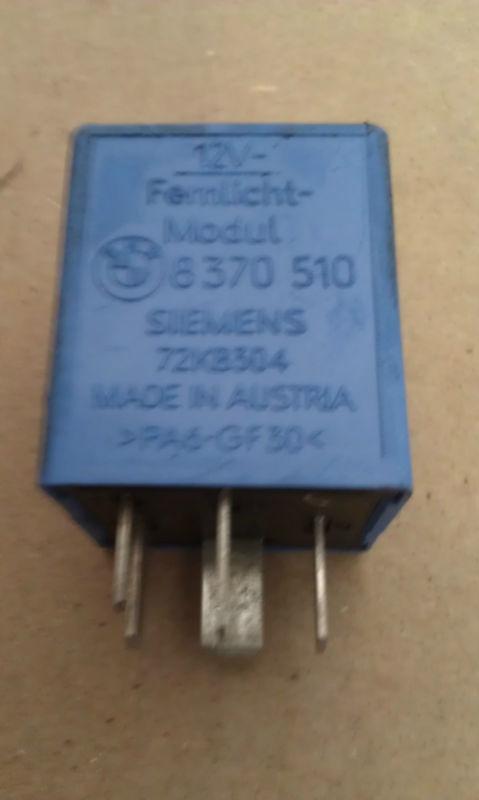 12V-
Fernlicht-
Modul
8 370 510
SIEMENS
72KB304
MADE IN AUSTRIA
>PA6-GF30<